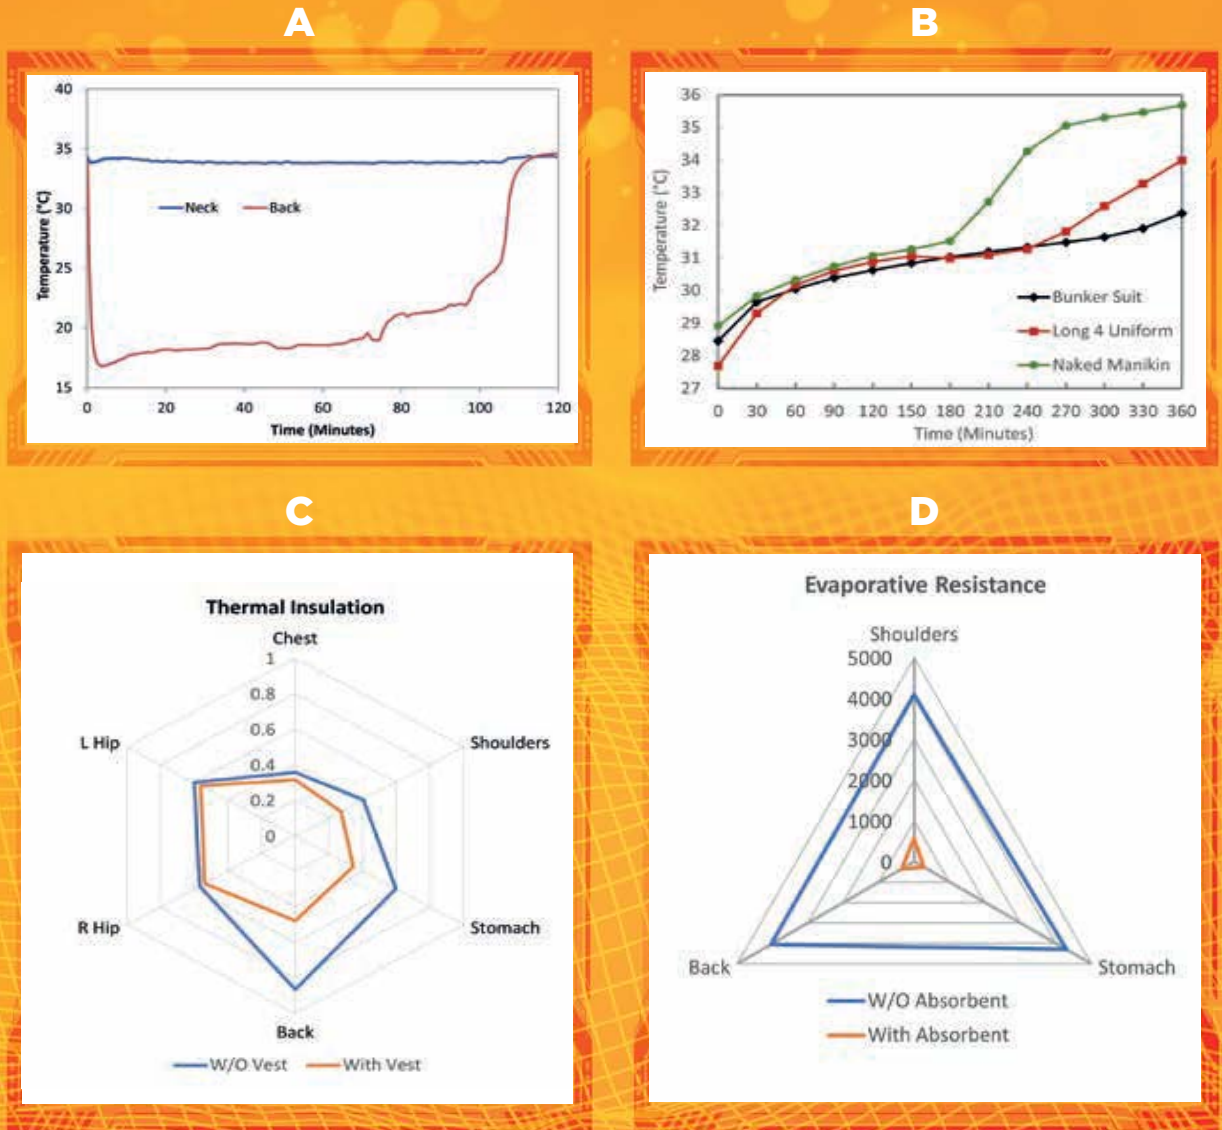 A
40
35
30
25
20
15
Temperature (°C)
Neck
Back
0 20 40 60 80 100 120
Time (Minutes)
B
36
35
34
33
32
31
30
29
28
27
Temperature (°C)
Bunker Suit
Long 4 Uniform
Naked Manikin
0 30 60 90 120 150 180 210 240 270 300 330 360
Time (Minutes)
C
Thermal Insulation
Chest
1
0.8
0.6
0.4
0.2
0
L Hip
Shoulders
R Hip
Stomach
Back
W/O Vest
With Vest
D
Evaporative Resistance
Shoulders
5000
4000
3000
2000
1000
0
Back
Stomach
W/O Absorbent
With Absorbent